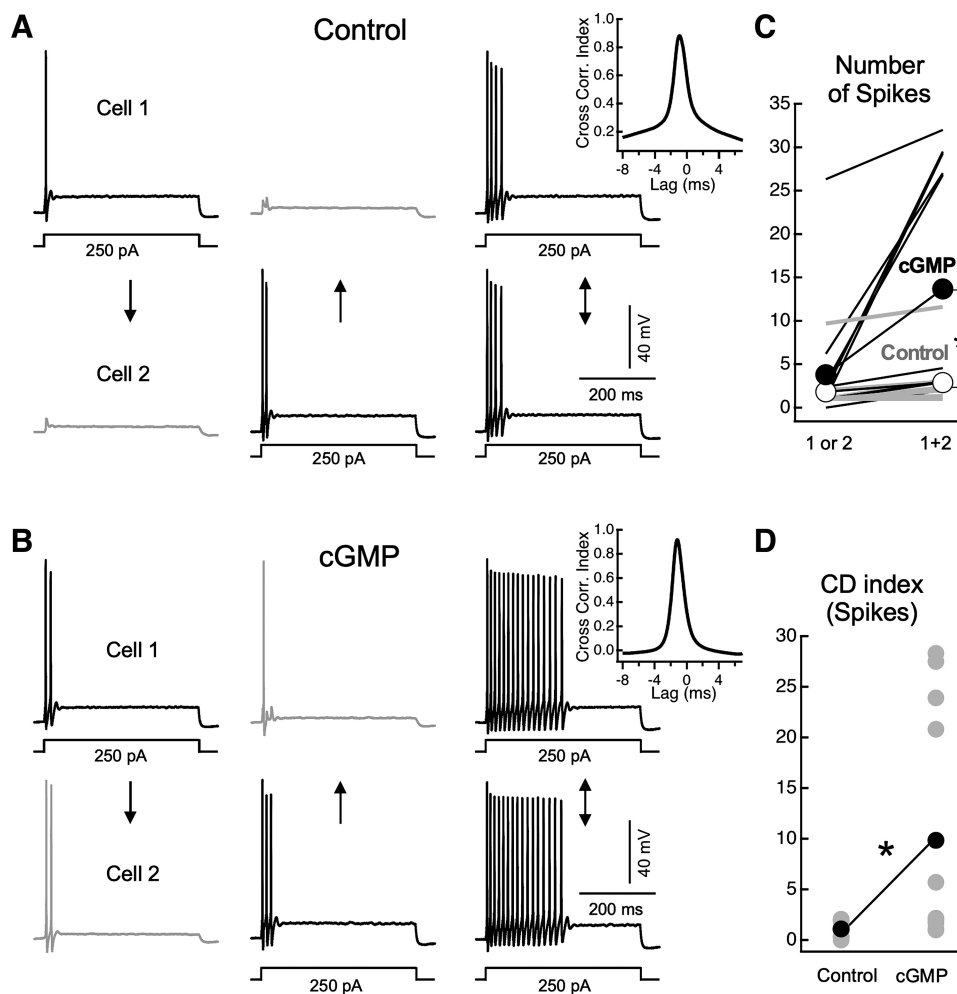 A
Control
Cell 1
250 pA
Cell 2
250 pA
250 pA
250 pA
40 mV
200 ms
Cross Corr. Index
1.0
0.8
0.6
0.4
0.2
-8
-4
0
4
Lag (ms)
C
Number
of Spikes
35
30
25
20
15
10
5
0
cGMP
Control
*
1 or 2
1+2
B
cGMP
Cell 1
250 pA
Cell 2
250 pA
250 pA
250 pA
40 mV
200 ms
Cross Corr. Index
1.0
0.8
0.6
0.4
0.2
0.0
-8
-4
0
4
Lag (ms)
D
CD index
(Spikes)
30
25
20
15
10
5
0
*
Control
cGMP